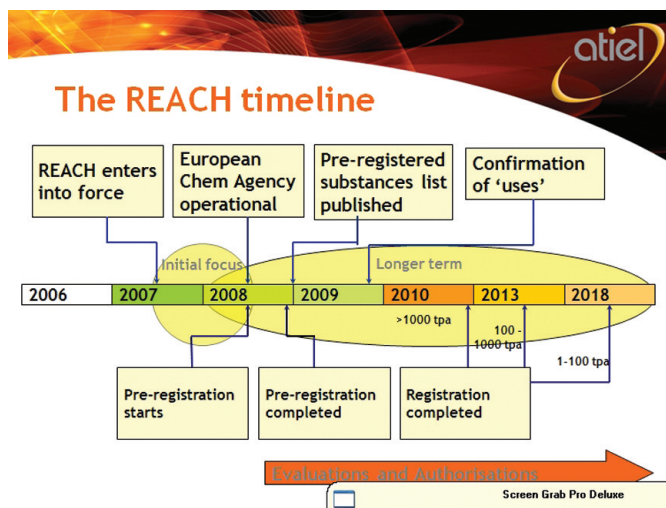 atiel
The REACH timeline
REACH enters
into force
European
Chem Agency
operational
Pre-registered
substances list
published
Confirmation
of ‘uses’
Initial focus
Longer term
2006
2007
2008
2009
2010
2013
2018
>1000 tpa
100 -
1000 tpa
1-100 tpa
Pre-registration
starts
Pre-registration
completed
Registration
completed
Evaluations and Authorisations
Screen Grab Pro Deluxe